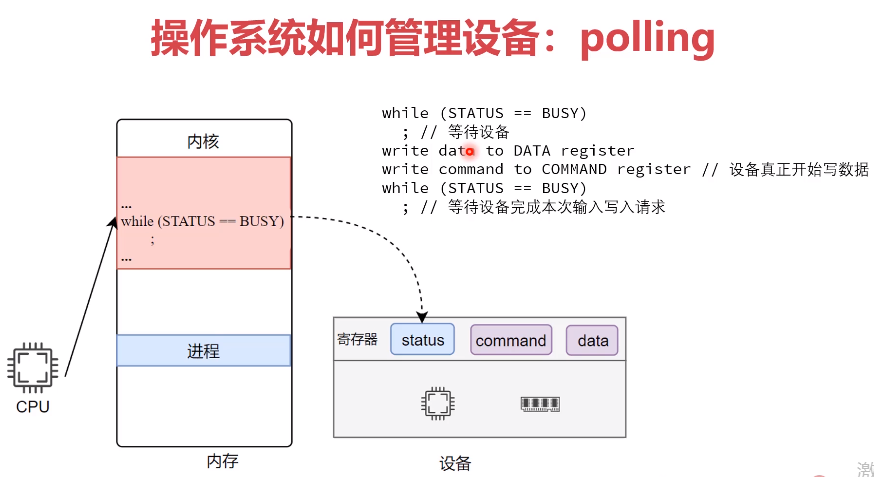 操作系统如何管理设备：polling
while (STATUS == BUSY)
; // 等待设备
write data to DATA register
write command to COMMAND register // 设备真正开始写数据
while (STATUS == BUSY)
; // 等待设备完成本次输入写入请求
内核
...
while (STATUS == BUSY)
;
...
进程
CPU
内存
寄存器
status
command
data
设备
激